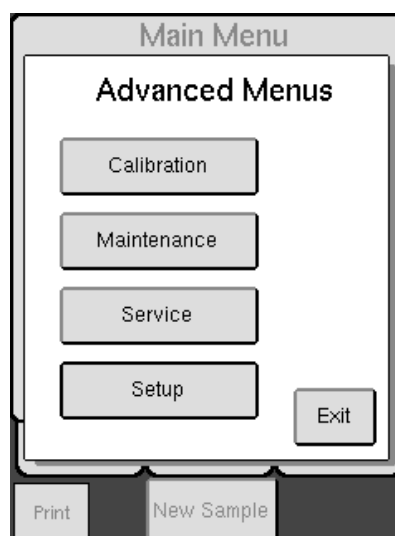 Main Menu
Advanced Menus
Calibration
Maintenance
Service
Setup
Exit
Print
New Sample